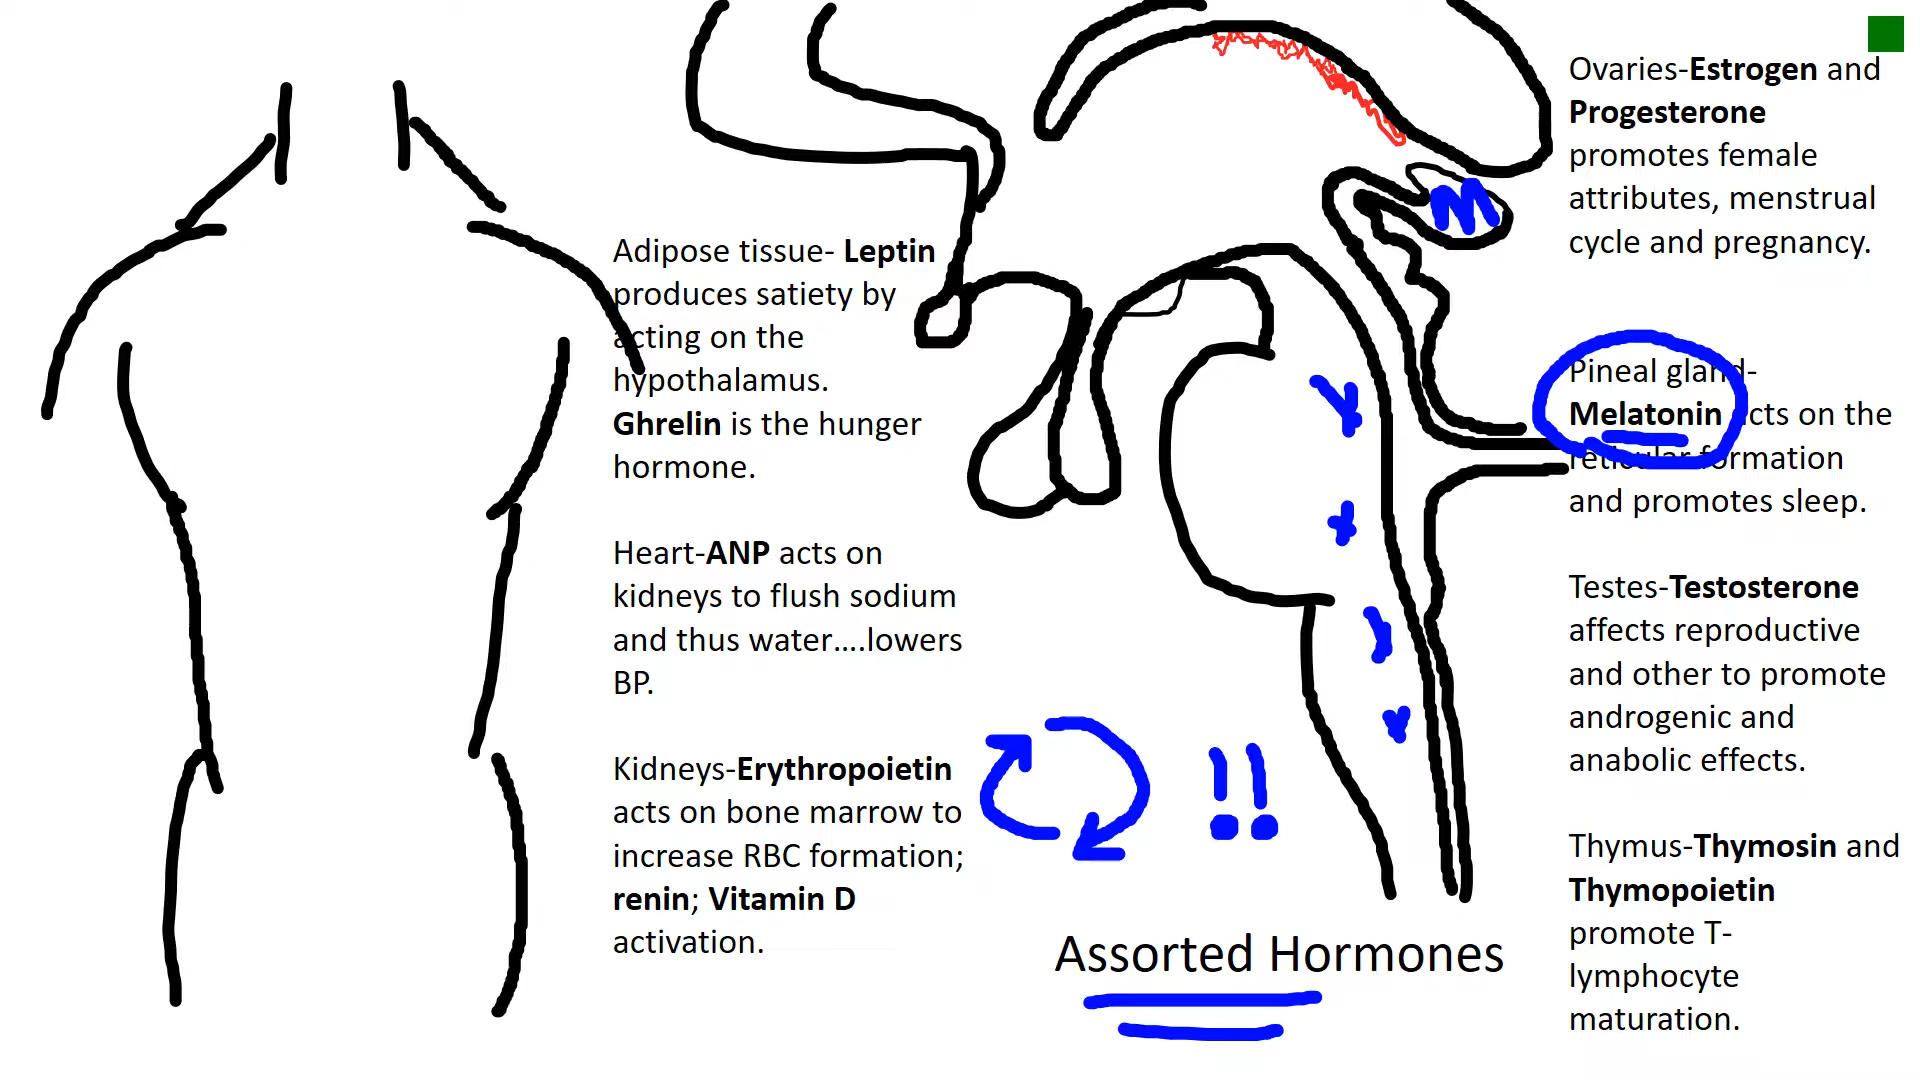 Adipose tissue- Leptin
produces satiety by
acting on the
hypothalamus.
Ghrelin is the hunger
hormone.
Heart-ANP acts on
kidneys to flush sodium
and thus water....lowers
BP.
Kidneys-Erythropoietin
acts on bone marrow to
increase RBC formation;
renin; Vitamin D
activation.
M
!!
Assorted Hormones
Ovaries-Estrogen and
Progesterone
promotes female
attributes, menstrual
cycle and pregnancy.
Pineal gland-
Melatonin acts on the
reticular formation
and promotes sleep.
Testes-Testosterone
affects reproductive
and other to promote
androgenic and
anabolic effects.
Thymus-Thymosin and
Thymopoietin
promote T-
lymphocyte
maturation.